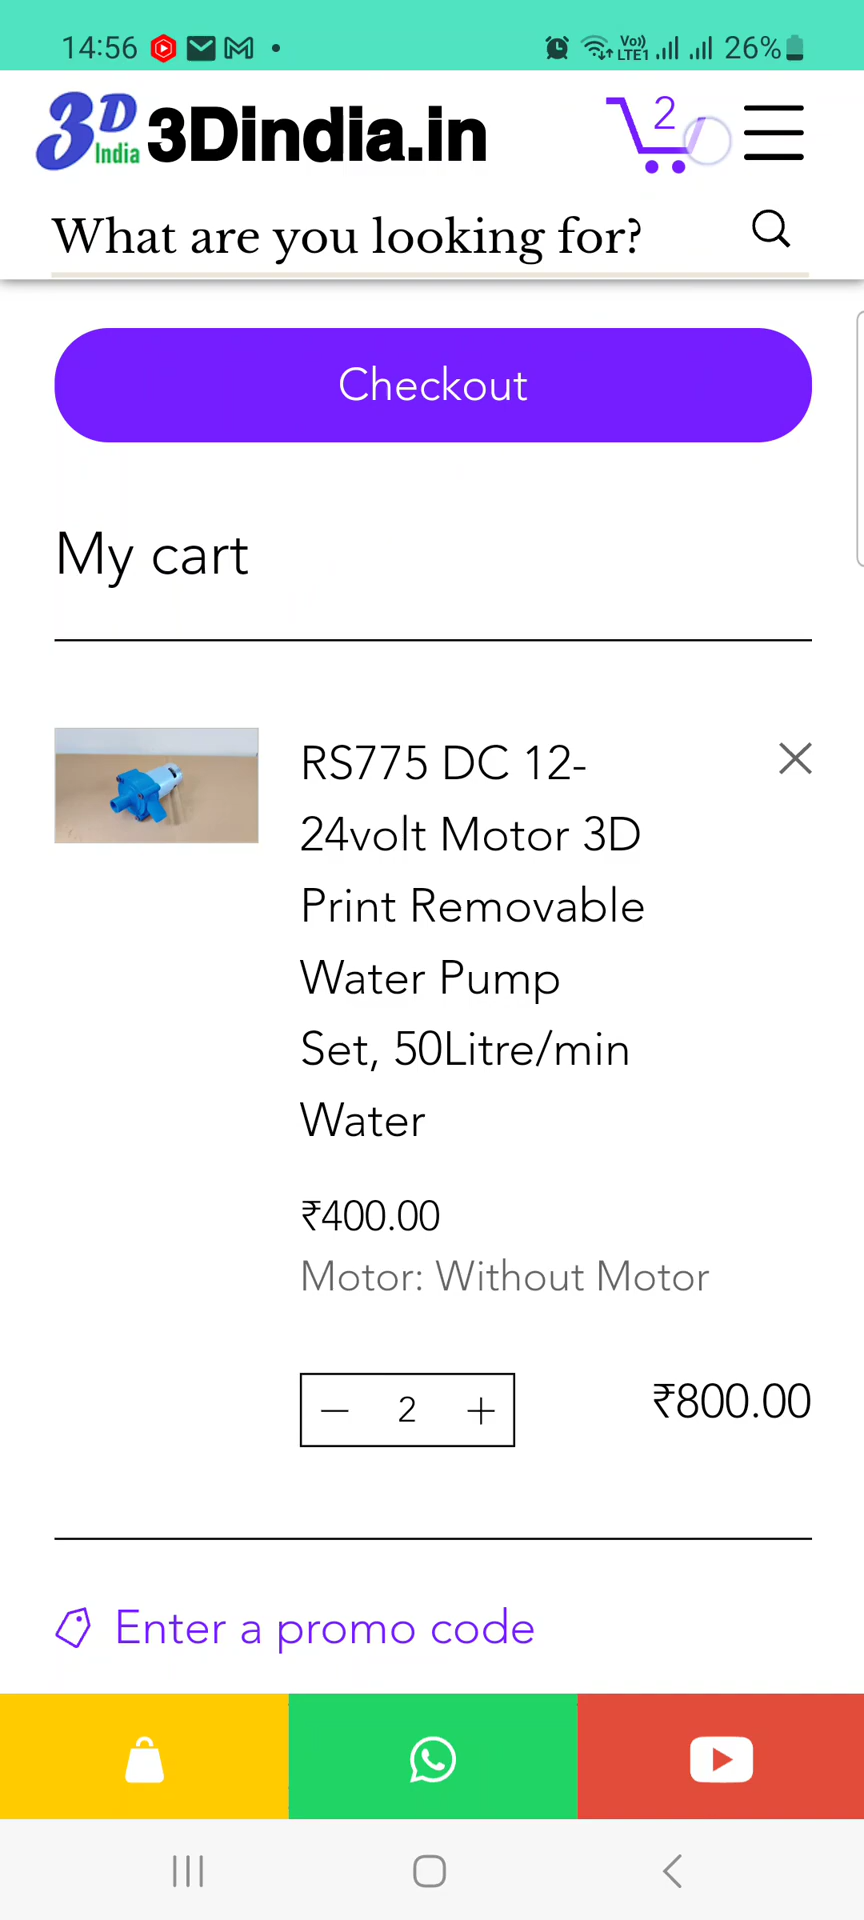 14:56
Vo)) LTE1 26%
3D India 3Dindia.in 2
What are you looking for?
Checkout
My cart
RS775 DC 12-
24volt Motor 3D
Print Removable
Water Pump
Set, 50Litre/min
Water
₹400.00
Motor: Without Motor
2 ₹800.00
Enter a promo code